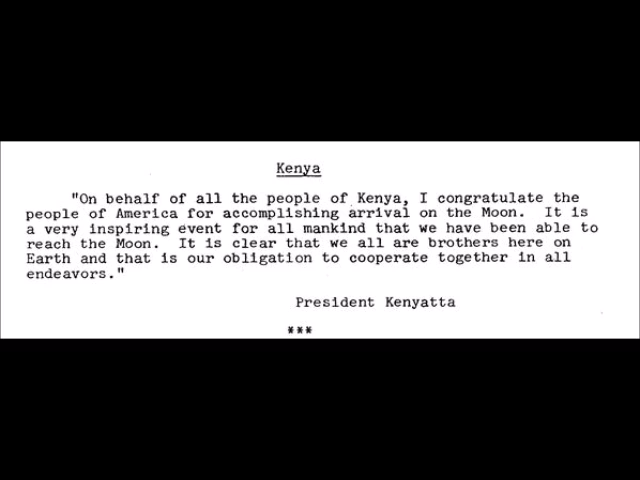 Kenya
"On behalf of all the people of Kenya, I congratulate the
people of America for accomplishing arrival on the Moon. It is
a very inspiring event for all mankind that we have been able to
reach the Moon. It is clear that we all are brothers here on
Earth and that is our obligation to cooperate together in all
endeavors."
President Kenyatta
***